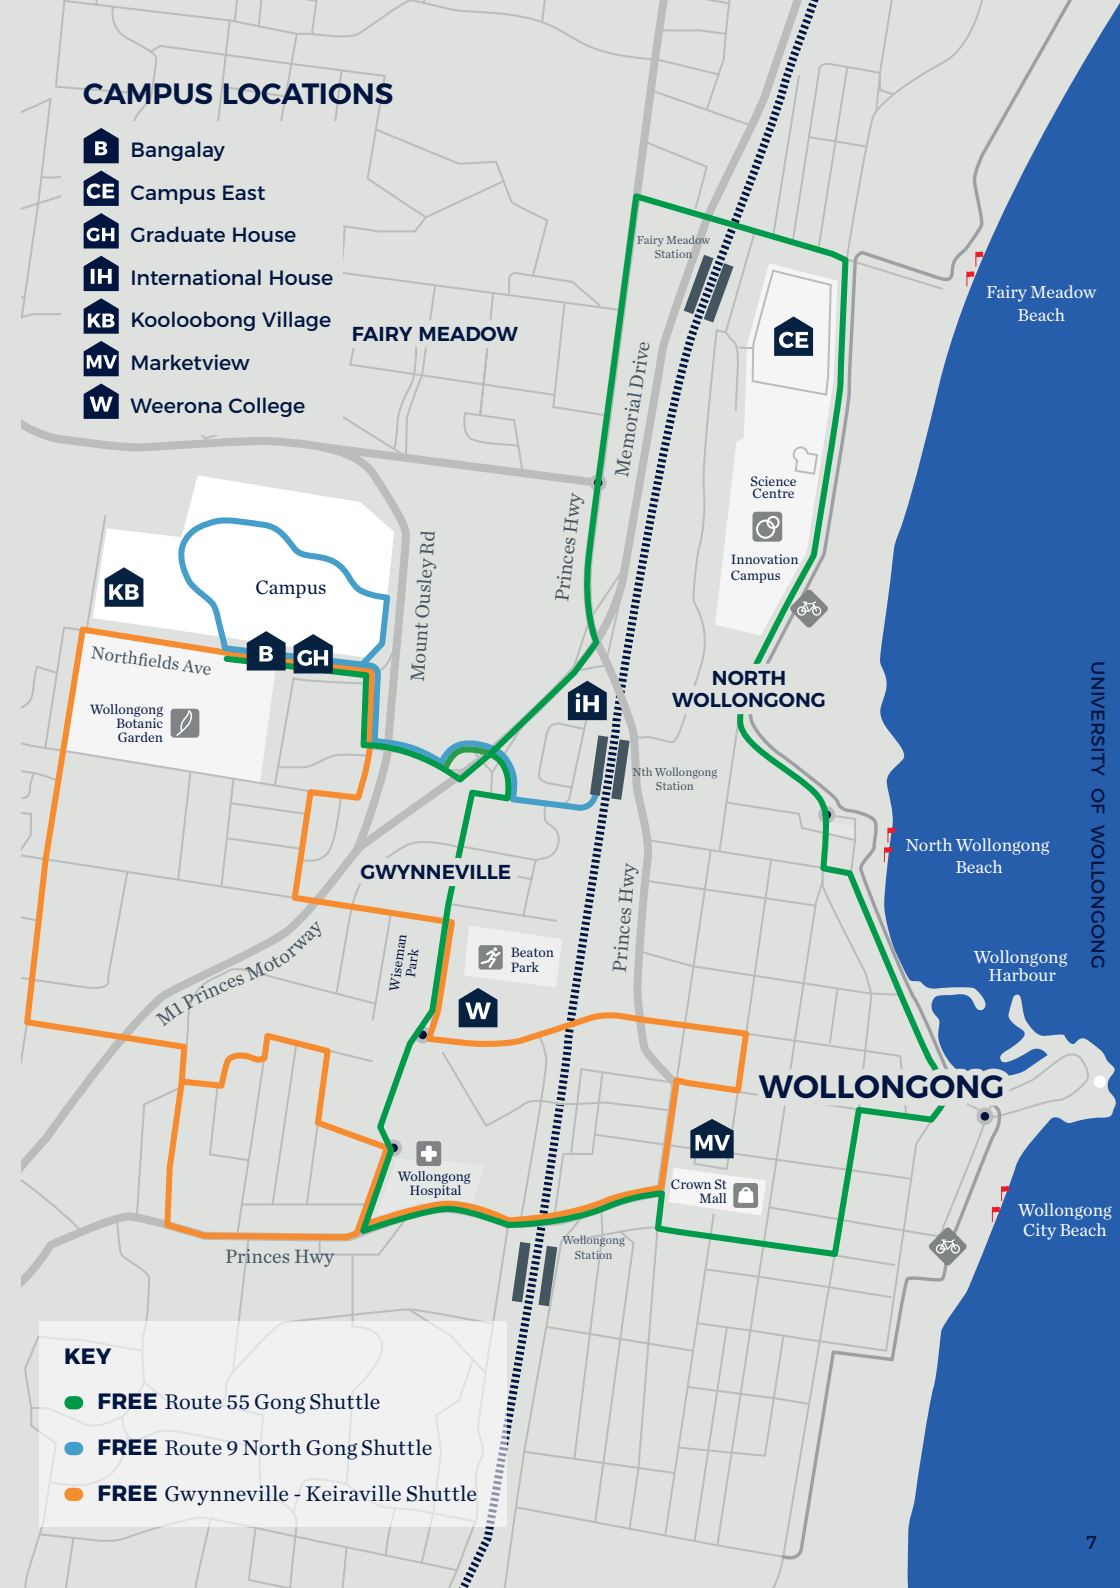 CAMPUS LOCATIONS
B Bangalay
CE Campus East
GH Graduate House
IH International House
KB Kooloobong Village
MV Marketview
W Weerona College
FAIRY MEADOW
Fairy Meadow
Station
Fairy Meadow
Beach
CE
Memorial Drive
Princes Hwy
Science
Centre
Innovation
Campus
Mount Ousley Rd
KB
Campus
B
GH
Northfields Ave
Wollongong
Botanic
Garden
iH
NORTH
WOLLONGONG
Nth Wollongong
Station
North Wollongong
Beach
UNIVERSITY OF WOLLONGONG
GWYNNEVILLE
Princes Hwy
Wiseman
Park
Beaton
Park
W
M1 Princes Motorway
Wollongong
Harbour
WOLLONGONG
MV
Wollongong
Hospital
Crown St
Mall
Wollongong
City Beach
Princes Hwy
Wollongong
Station
KEY
FREE Route 55 Gong Shuttle
FREE Route 9 North Gong Shuttle
FREE Gwynneville - Keiraville Shuttle
7